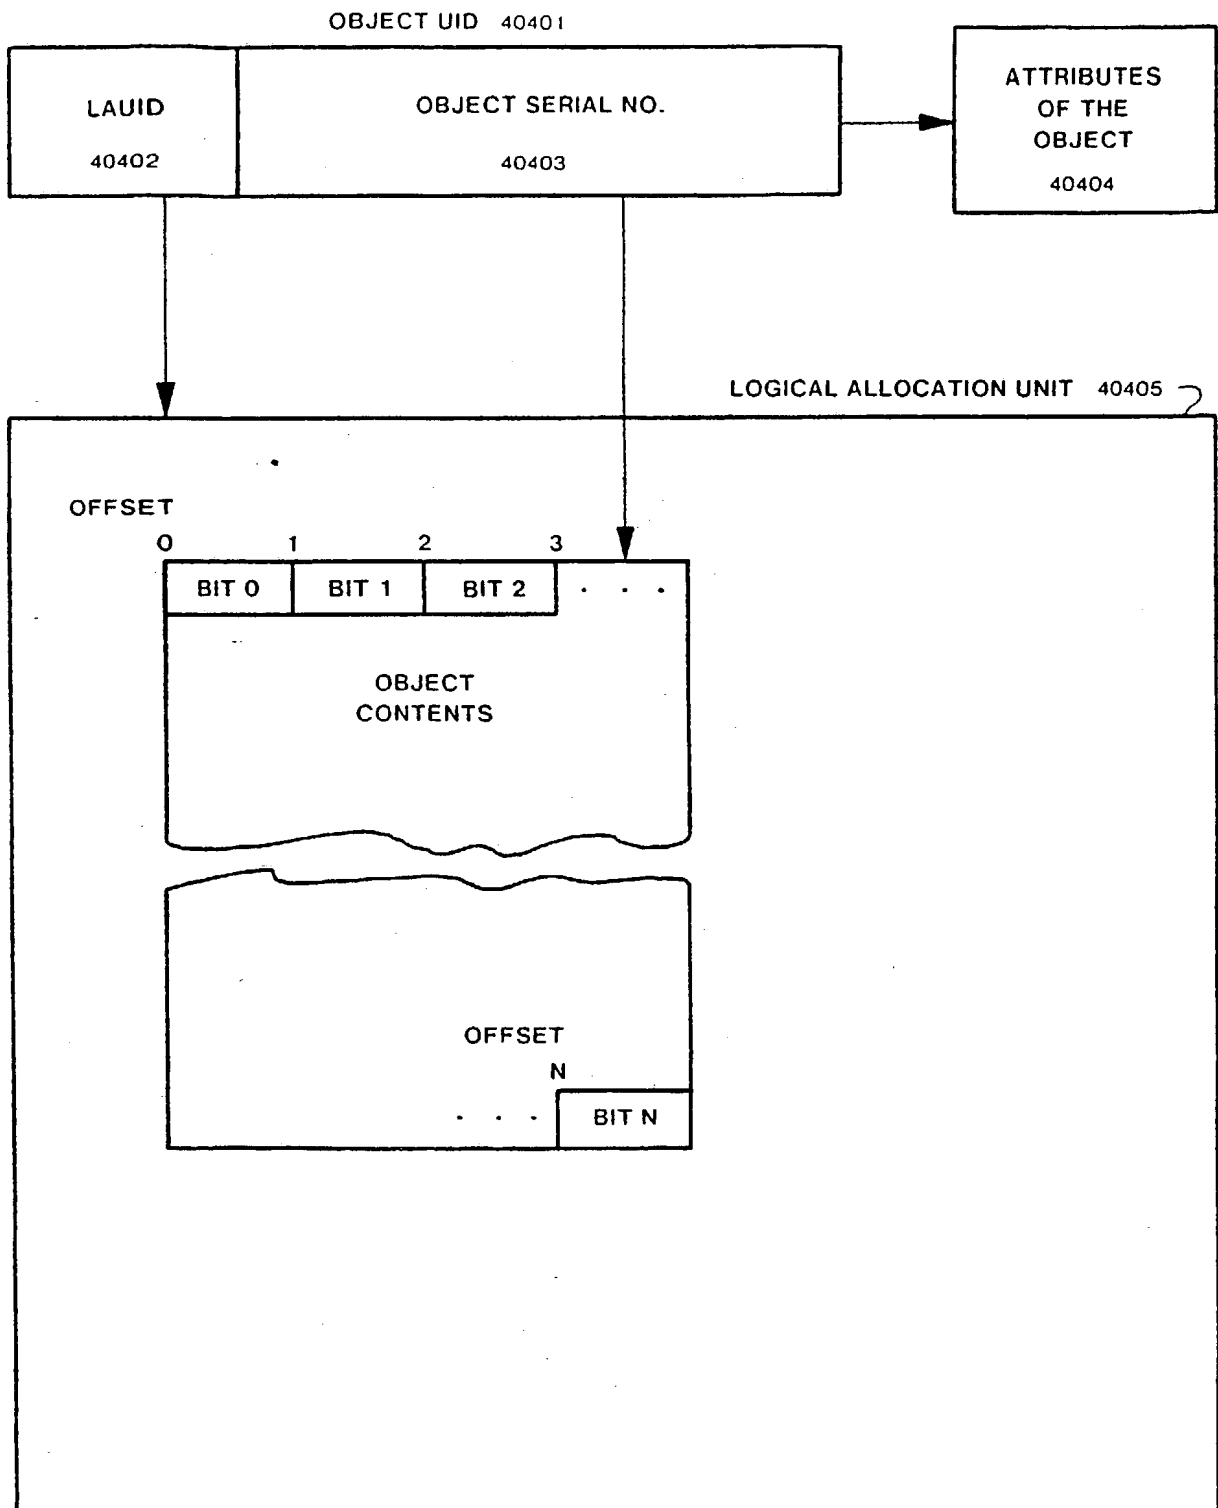 OBJECT UID 40401
LAUID
40402
OBJECT SERIAL NO.
40403
ATTRIBUTES
OF THE
OBJECT
40404
LOGICAL ALLOCATION UNIT 40405
OFFSET
0 1 2 3
BIT 0 BIT 1 BIT 2 . . .
OBJECT
CONTENTS
OFFSET
N
. . . BIT N